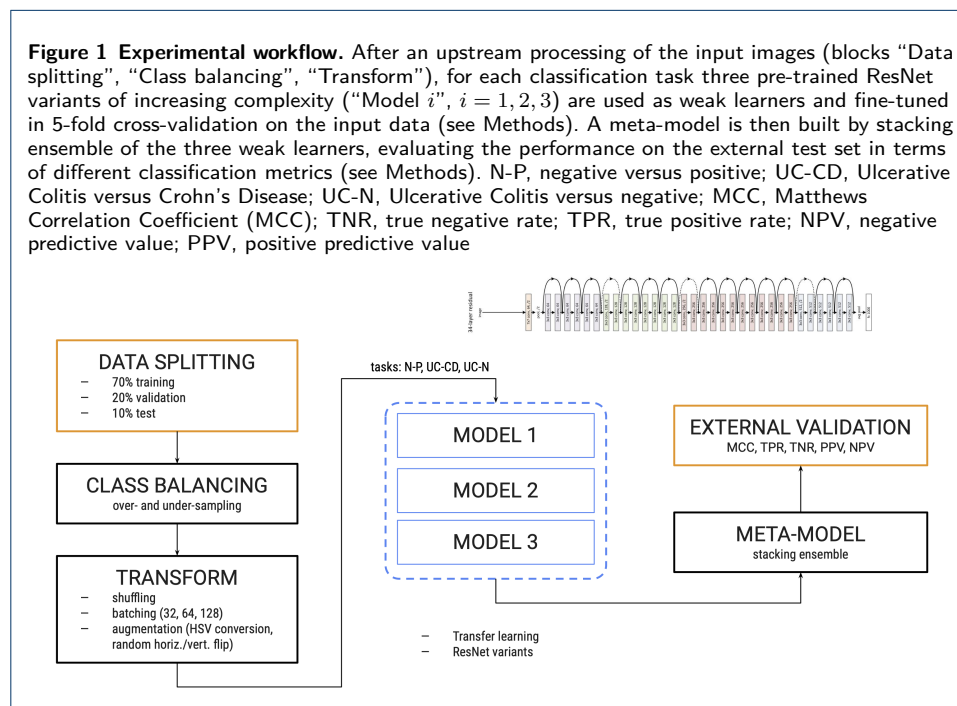 Figure 1 Experimental workflow. After an upstream processing of the input images (blocks “Data
splitting”, “Class balancing”, “Transform”), for each classification task three pre-trained ResNet
variants of increasing complexity (“Model i”, i = 1, 2, 3) are used as weak learners and fine-tuned
in 5-fold cross-validation on the input data (see Methods). A meta-model is then built by stacking
ensemble of the three weak learners, evaluating the performance on the external test set in terms
of different classification metrics (see Methods). N-P, negative versus positive; UC-CD, Ulcerative
Colitis versus Crohn’s Disease; UC-N, Ulcerative Colitis versus negative; MCC, Matthews
Correlation Coefficient (MCC); TNR, true negative rate; TPR, true positive rate; NPV, negative
predictive value; PPV, positive predictive value
34-layer residual
image
DATA SPLITTING
– 70% training
– 20% validation
– 10% test
CLASS BALANCING
over- and under-sampling
TRANSFORM
– shuffling
– batching (32, 64, 128)
– augmentation (HSV conversion,
random horiz./vert. flip)
tasks: N-P, UC-CD, UC-N
MODEL 1
MODEL 2
MODEL 3
– Transfer learning
– ResNet variants
EXTERNAL VALIDATION
MCC, TPR, TNR, PPV, NPV
META-MODEL
stacking ensemble